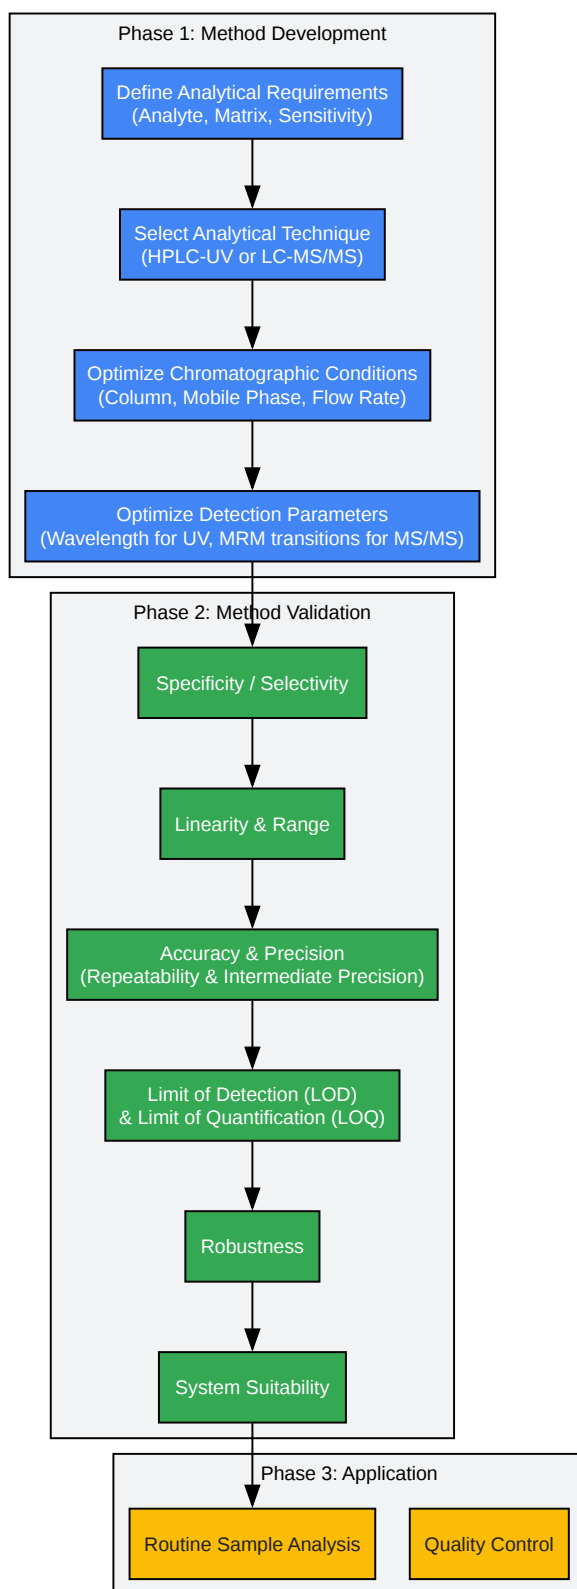 Phase 1: Method Development
Define Analytical Requirements
(Analyte, Matrix, Sensitivity)
Select Analytical Technique
(HPLC-UV or LC-MS/MS)
Optimize Chromatographic Conditions
(Column, Mobile Phase, Flow Rate)
Optimize Detection Parameters
(Wavelength for UV, MRM transitions for MS/MS)
Phase 2: Method Validation
Specificity / Selectivity
Linearity & Range
Accuracy & Precision
(Repeatability & Intermediate Precision)
Limit of Detection (LOD)
& Limit of Quantification (LOQ)
Robustness
System Suitability
Phase 3: Application
Routine Sample Analysis
Quality Control